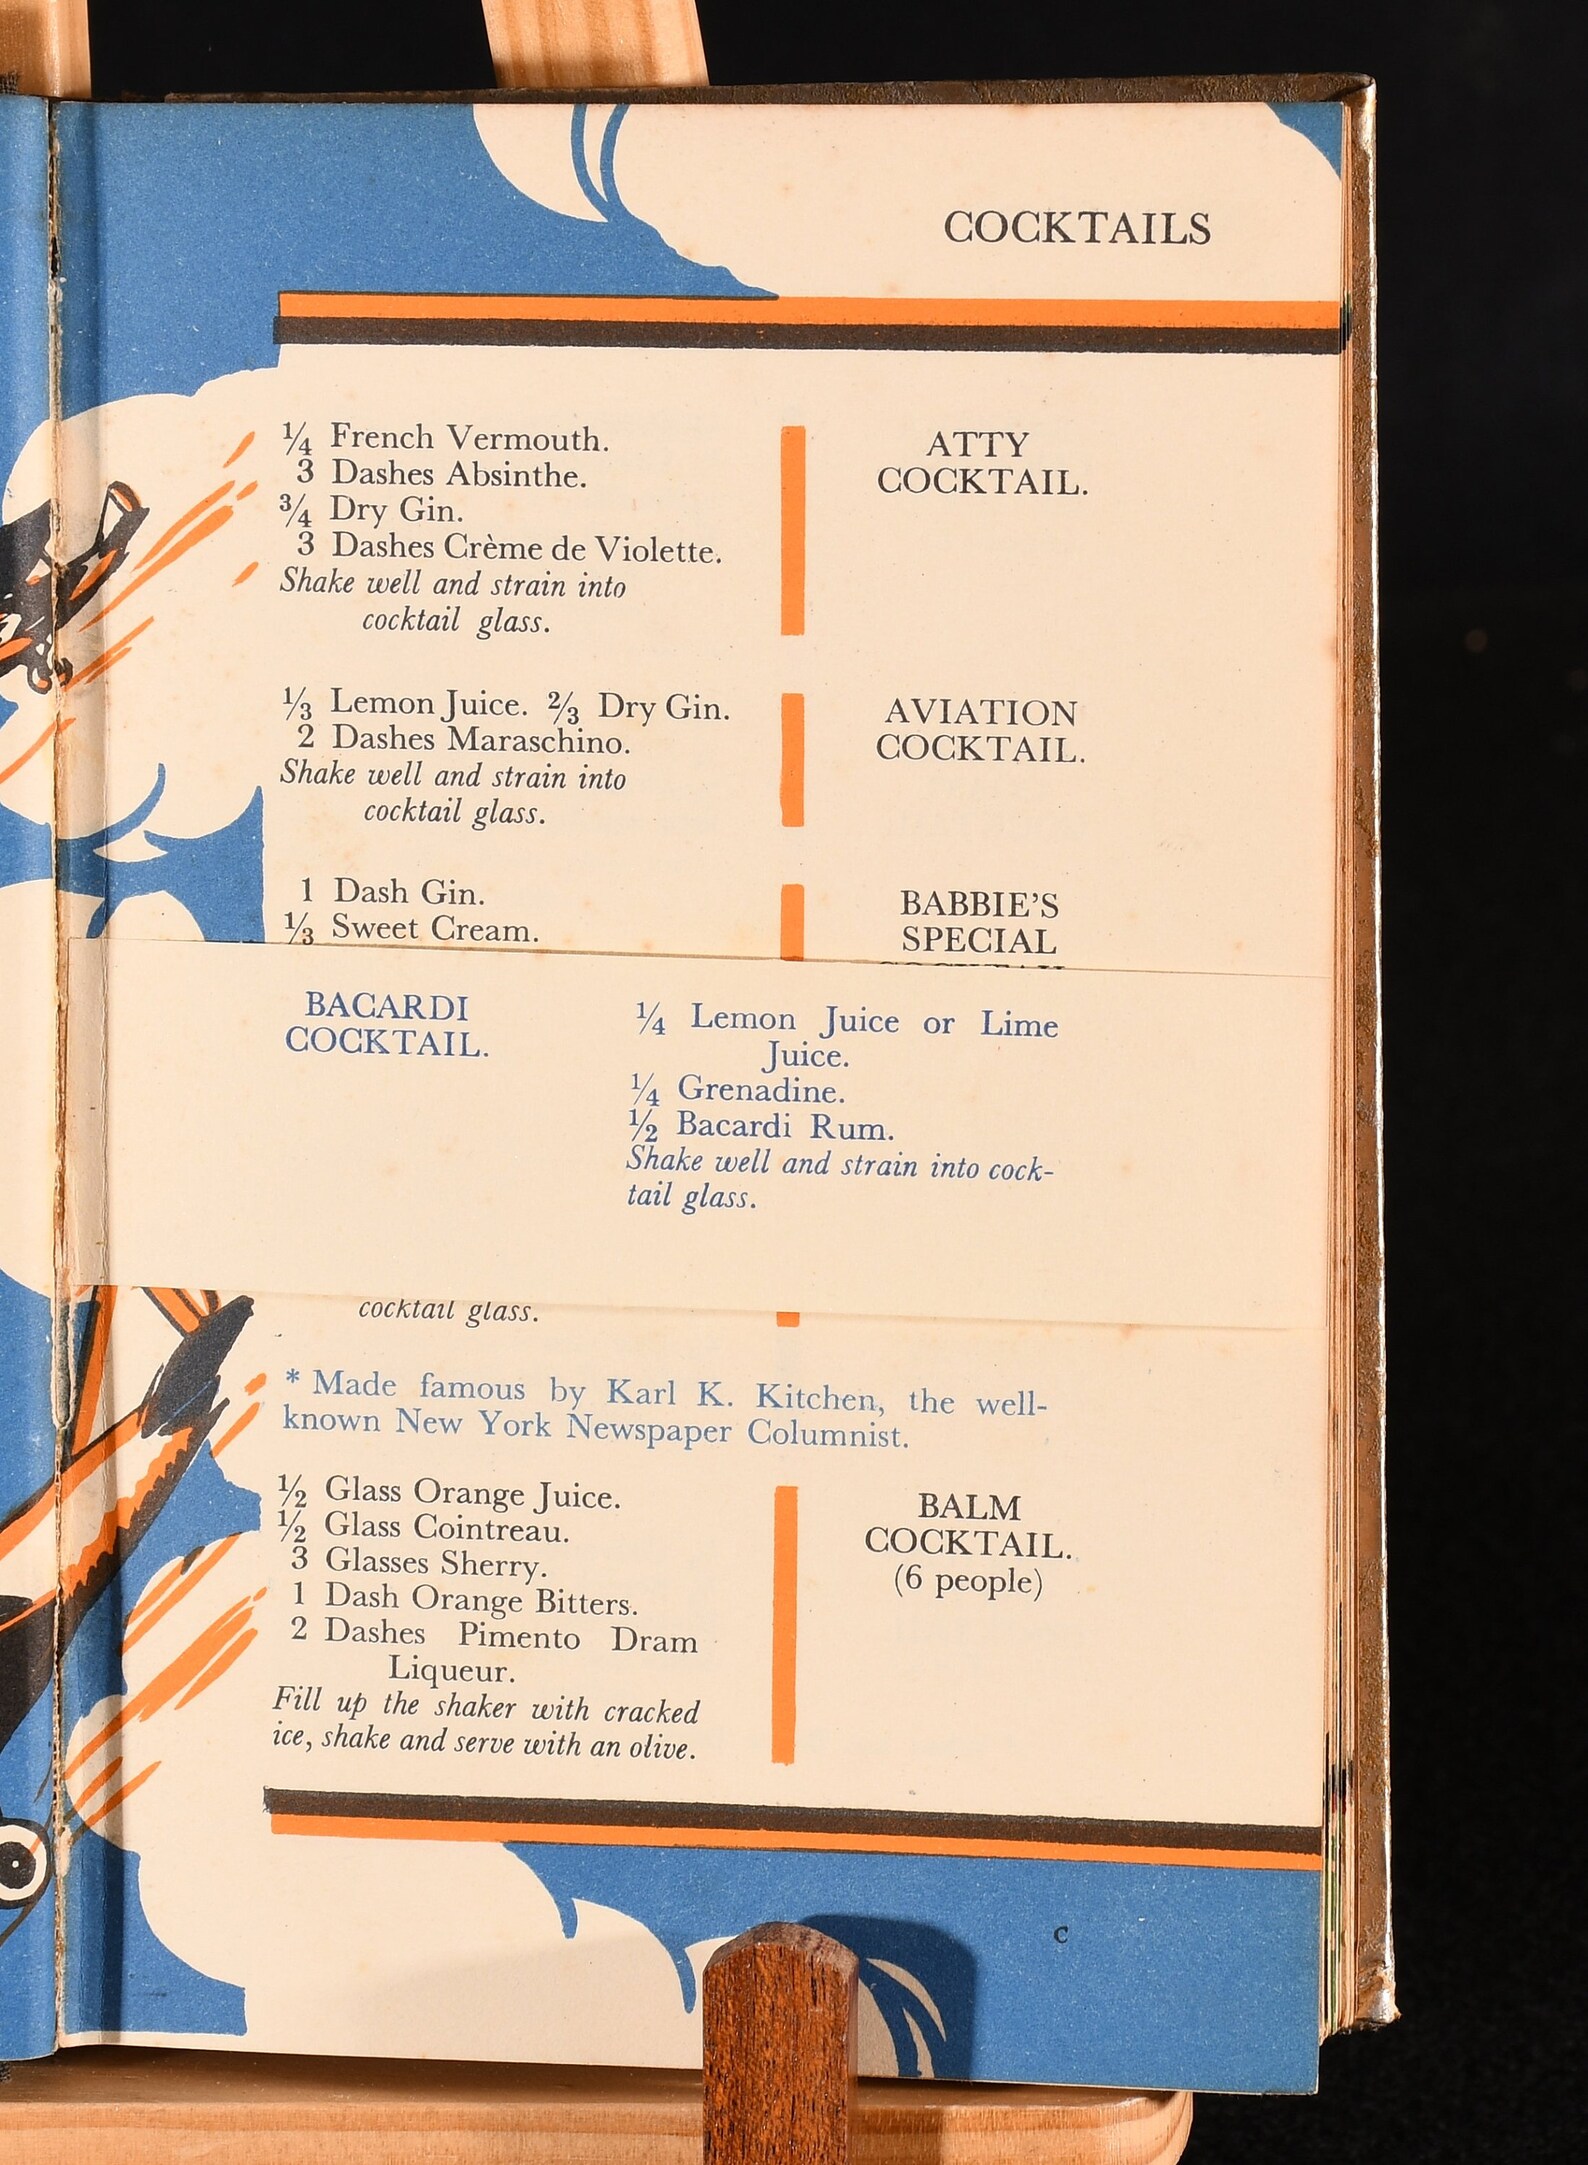 COCKTAILS
¼ French Vermouth.
3 Dashes Absinthe.
¾ Dry Gin.
3 Dashes Crème de Violette.
Shake well and strain into
cocktail glass.
ATTY
COCKTAIL.
⅓ Lemon Juice. ⅔ Dry Gin.
2 Dashes Maraschino.
Shake well and strain into
cocktail glass.
AVIATION
COCKTAIL.
1 Dash Gin.
⅓ Sweet Cream.
BABBIE'S
SPECIAL
BACARDI
COCKTAIL.
¼ Lemon Juice or Lime
Juice.
¼ Grenadine.
½ Bacardi Rum.
Shake well and strain into cock-
tail glass.
cocktail glass.
* Made famous by Karl K. Kitchen, the well-
known New York Newspaper Columnist.
½ Glass Orange Juice.
½ Glass Cointreau.
3 Glasses Sherry.
1 Dash Orange Bitters.
2 Dashes Pimento Dram
Liqueur.
Fill up the shaker with cracked
ice, shake and serve with an olive.
BALM
COCKTAIL.
(6 people)
C